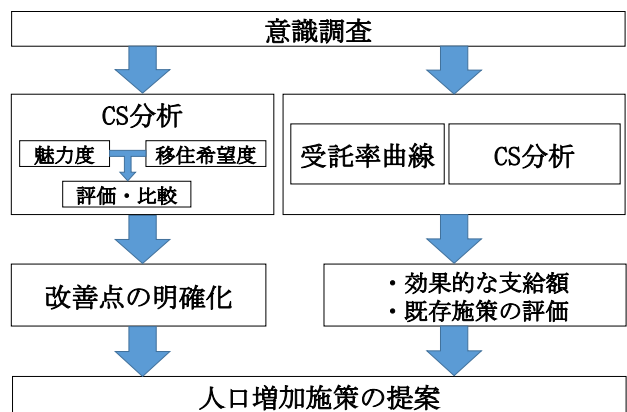 意識調査
CS分析
魅力度
移住希望度
評価・比較
受託率曲線
CS分析
改善点の明確化
・効果的な支給額
・既存施策の評価
人口増加施策の提案